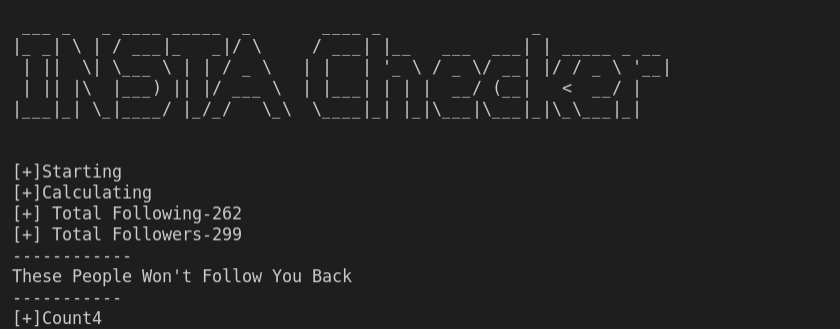 INSTA Checker
[+]Starting
[+]Calculating
[+] Total Following-262
[+] Total Followers-299
------------
These People Won't Follow You Back
-----------
[+]Count4